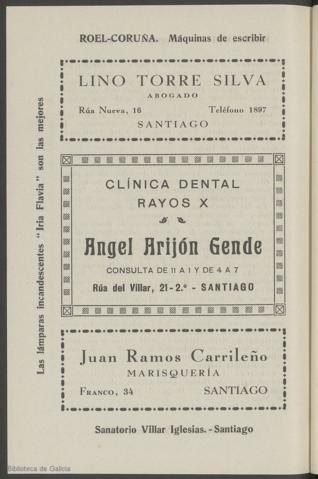 ROEL-CORUÑA. Máquinas de escribir
Las lámparas incandescentes "Iria Flavia" son las mejores
LINO TORRE SILVA
ABOGADO
Rúa Nueva, 16 Teléfono 1897
SANTIAGO
CLÍNICA DENTAL
RAYOS X
Angel Arijón Gende
CONSULTA DE 11 A 1 Y DE 4 A 7
Rúa del Villar, 21-2.º - SANTIAGO
Juan Ramos Carrileño
MARISQUERÍA
FRANCO, 34 SANTIAGO
Sanatorio Villar Iglesias. - Santiago
Biblioteca de Galicia